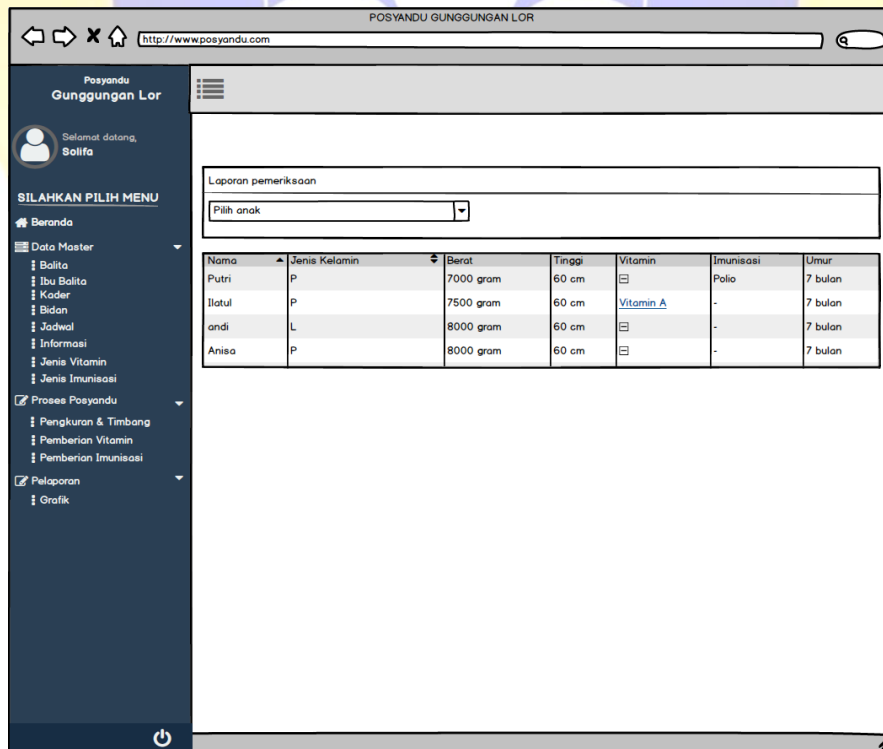 POSYANDU GUNGGUNGAN LOR
http://www.posyandu.com
Posyandu
Gunggungan Lor
Selamat datang,
Solifa
SILAHKAN PILIH MENU
Beranda
Data Master
Balita
Ibu Balita
Kader
Bidan
Jadwal
Informasi
Jenis Vitamin
Jenis Imunisasi
Proses Posyandu
Pengkuran & Timbang
Pemberian Vitamin
Pemberian Imunisasi
Pelaporan
Grafik
Laporan pemeriksaan
Pilih anak
Nama Jenis Kelamin Berat Tinggi Vitamin Imunisasi Umur
Putri P 7000 gram 60 cm Polio 7 bulan
Ilatul P 7500 gram 60 cm Vitamin A - 7 bulan
andi L 8000 gram 60 cm - 7 bulan
Anisa P 8000 gram 60 cm - 7 bulan